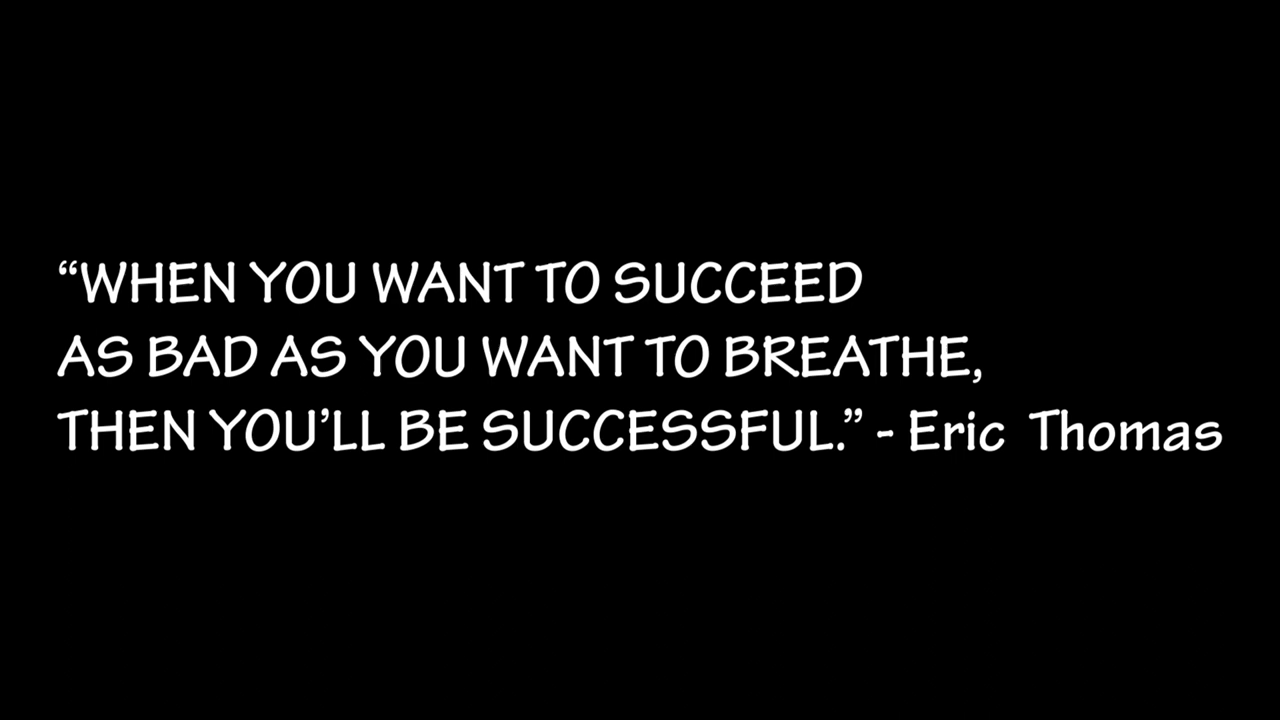 “WHEN YOU WANT TO SUCCEED
AS BAD AS YOU WANT TO BREATHE,
THEN YOU’LL BE SUCCESSFUL.” - Eric Thomas